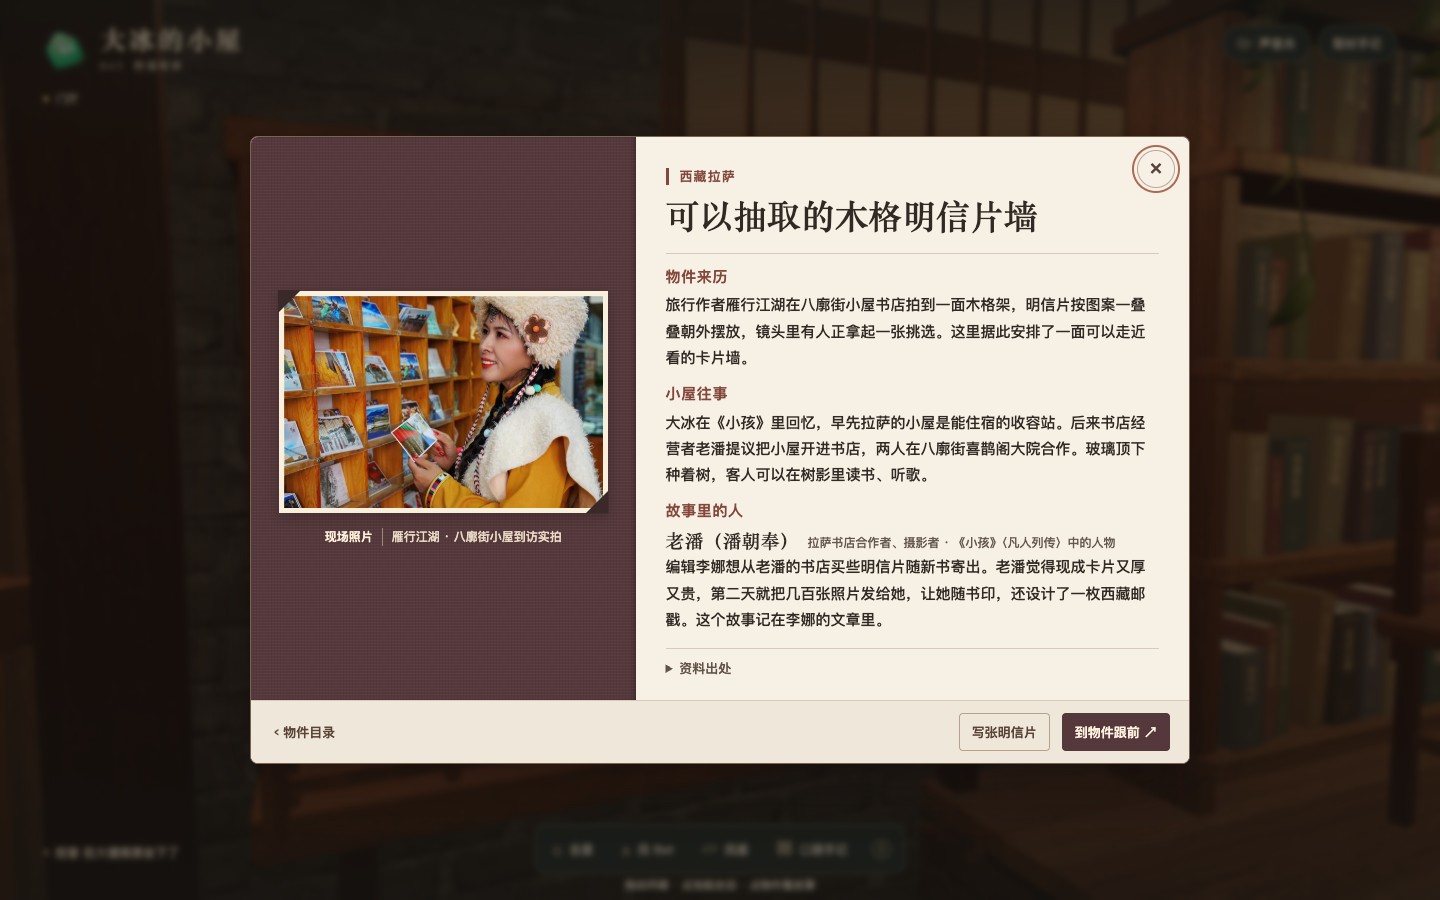 大冰的小屋
西藏拉萨
×
可以抽取的木格明信片墙
物件来历
旅行作者雁行江湖在八廓街小屋书店拍到一面木格架，明信片按图案一叠
叠朝外摆放，镜头里有人正拿起一张挑选。这里据此安排了一面可以走近
看的卡片墙。
小屋往事
大冰在《小孩》里回忆，早先拉萨的小屋是能住宿的收容站。后来书店经
营者老潘提议把小屋开进书店，两人在八廓街喜鹊阁大院合作。玻璃顶下
种着树，客人可以在树影里读书、听歌。
故事里的人
老潘（潘朝奉） 拉萨书店合作者、摄影者 · 《小孩》〈凡人列传〉中的人物
编辑李娜想从老潘的书店买些明信片随新书寄出。老潘觉得现成卡片又厚
又贵，第二天就把几百张照片发给她，让她随书印，还设计了一枚西藏邮
戳。这个故事记在李娜的文章里。
▶ 资料出处
现场照片 | 雁行江湖 · 八廓街小屋到访实拍
‹ 物件目录
写张明信片
到物件跟前 ↗